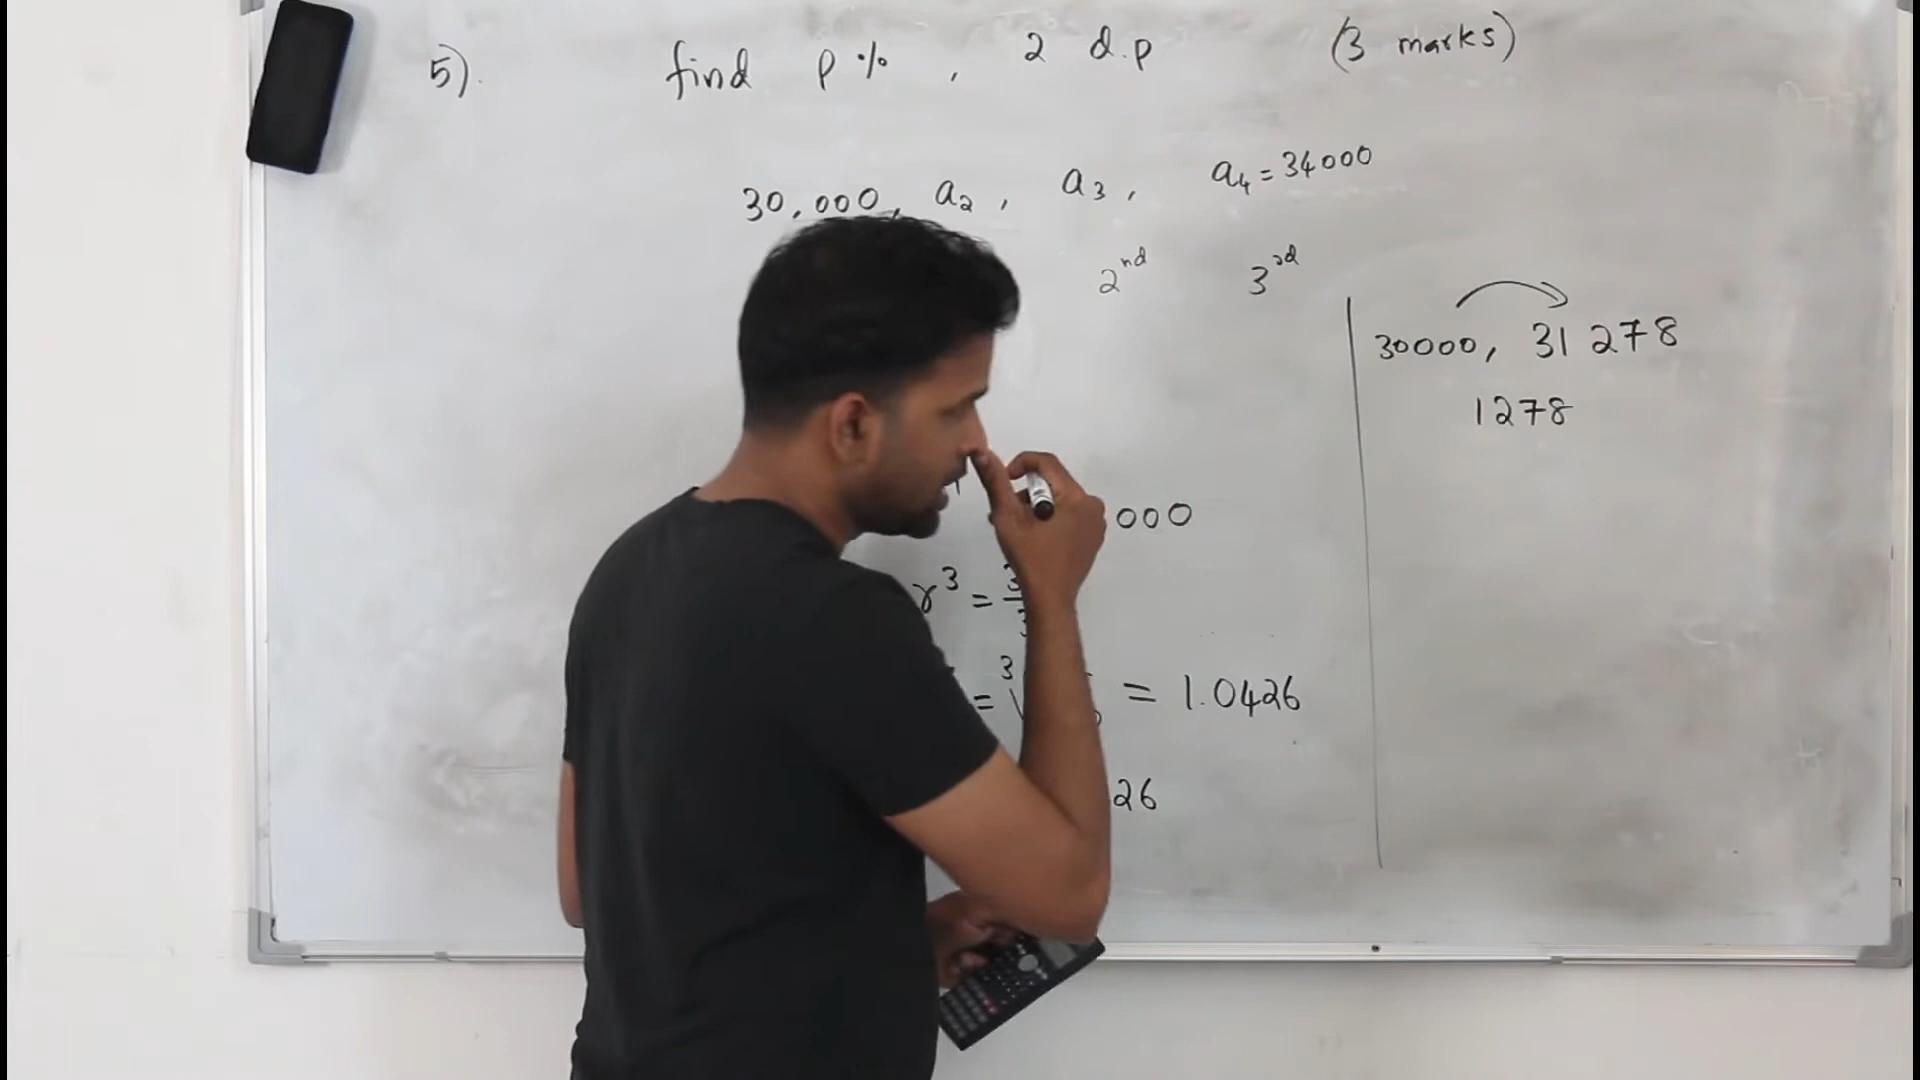 5). find p %, 2 d.p (3 marks)
30,000, a₂, a₃, a₄ = 34000
2ⁿᵈ 3ʳᵈ
30000, 31 278
1278
000
r³ =
= ³√ = 1.0426
26